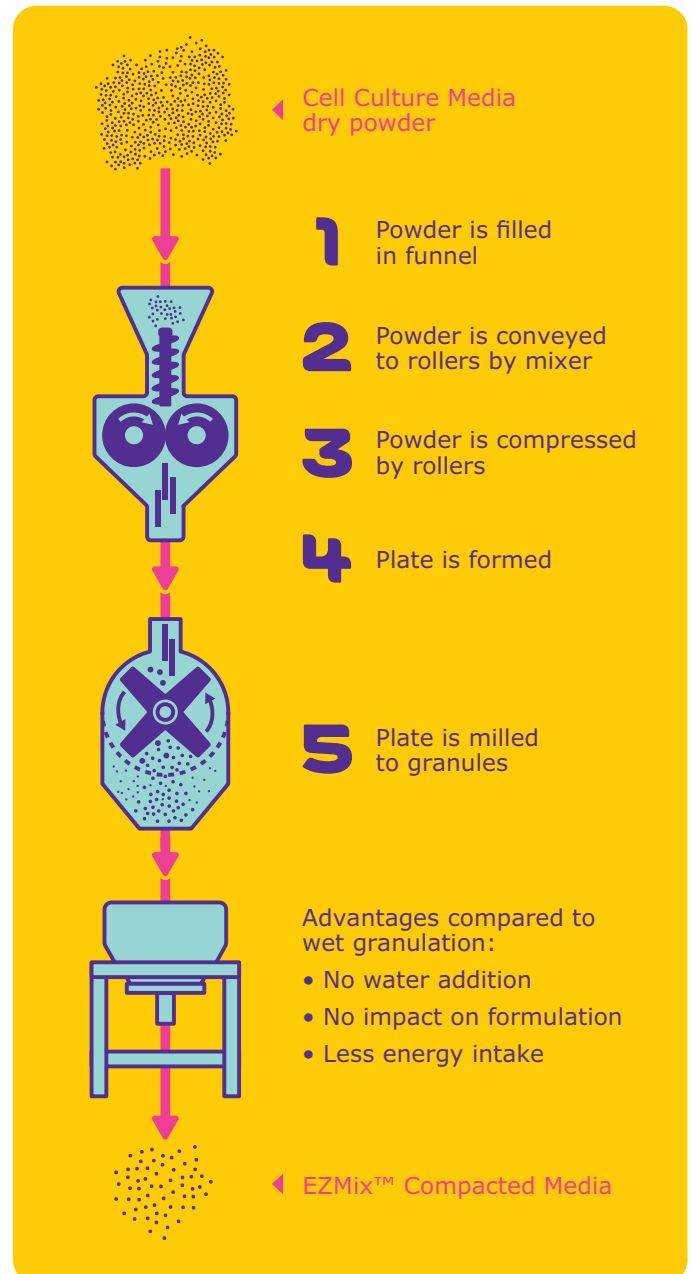 Cell Culture Media
dry powder
1 Powder is filled
in funnel
2 Powder is conveyed
to rollers by mixer
3 Powder is compressed
by rollers
4 Plate is formed
5 Plate is milled
to granules
Advantages compared to
wet granulation:
• No water addition
• No impact on formulation
• Less energy intake
EZMix™ Compacted Media